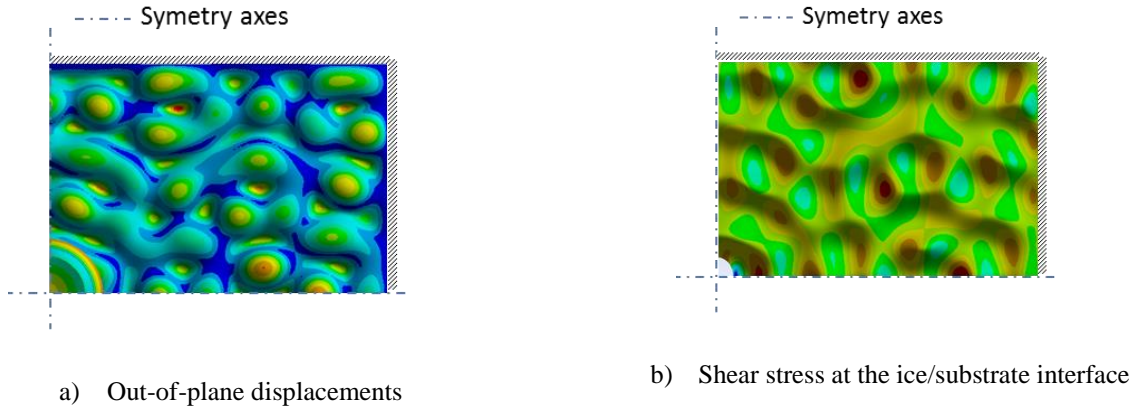 Symetry axes
Symetry axes
a) Out-of-plane displacements
b) Shear stress at the ice/substrate interface